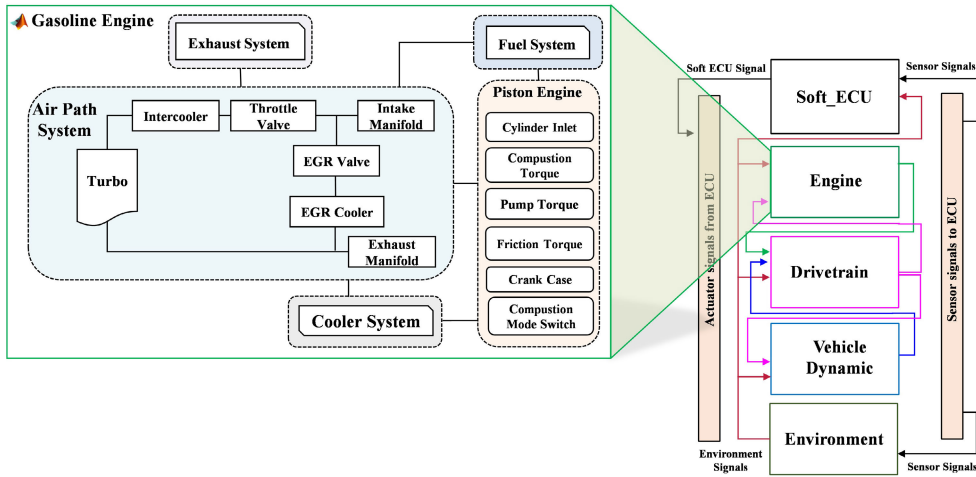 Gasoline Engine
Exhaust System
Fuel System
Air Path
System
Intercooler
Throttle
Valve
Intake
Manifold
EGR Valve
Turbo
EGR Cooler
Exhaust
Manifold
Cooler System
Piston Engine
Cylinder Inlet
Compustion
Torque
Pump Torque
Friction Torque
Crank Case
Compustion
Mode Switch
Soft ECU Signal
Sensor Signals
Soft_ECU
Actuator signals from ECU
Engine
Drivetrain
Vehicle
Dynamic
Environment
Sensor signals to ECU
Environment
Signals
Sensor Signals